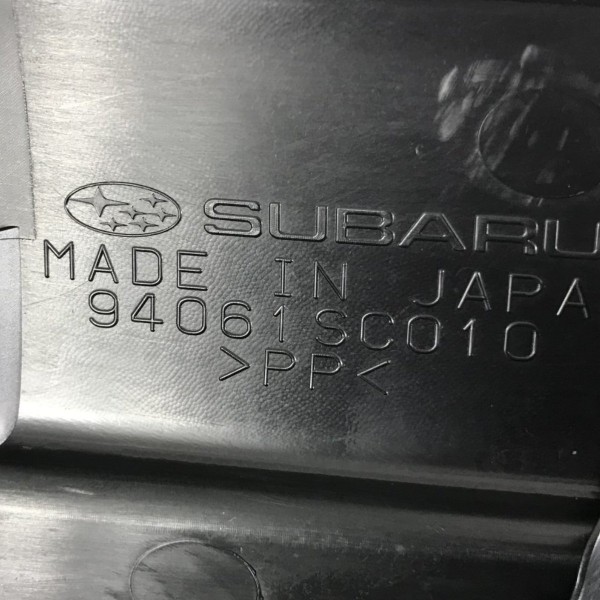 SUBARU
MADE IN JAPA
94061SC010
>PP<